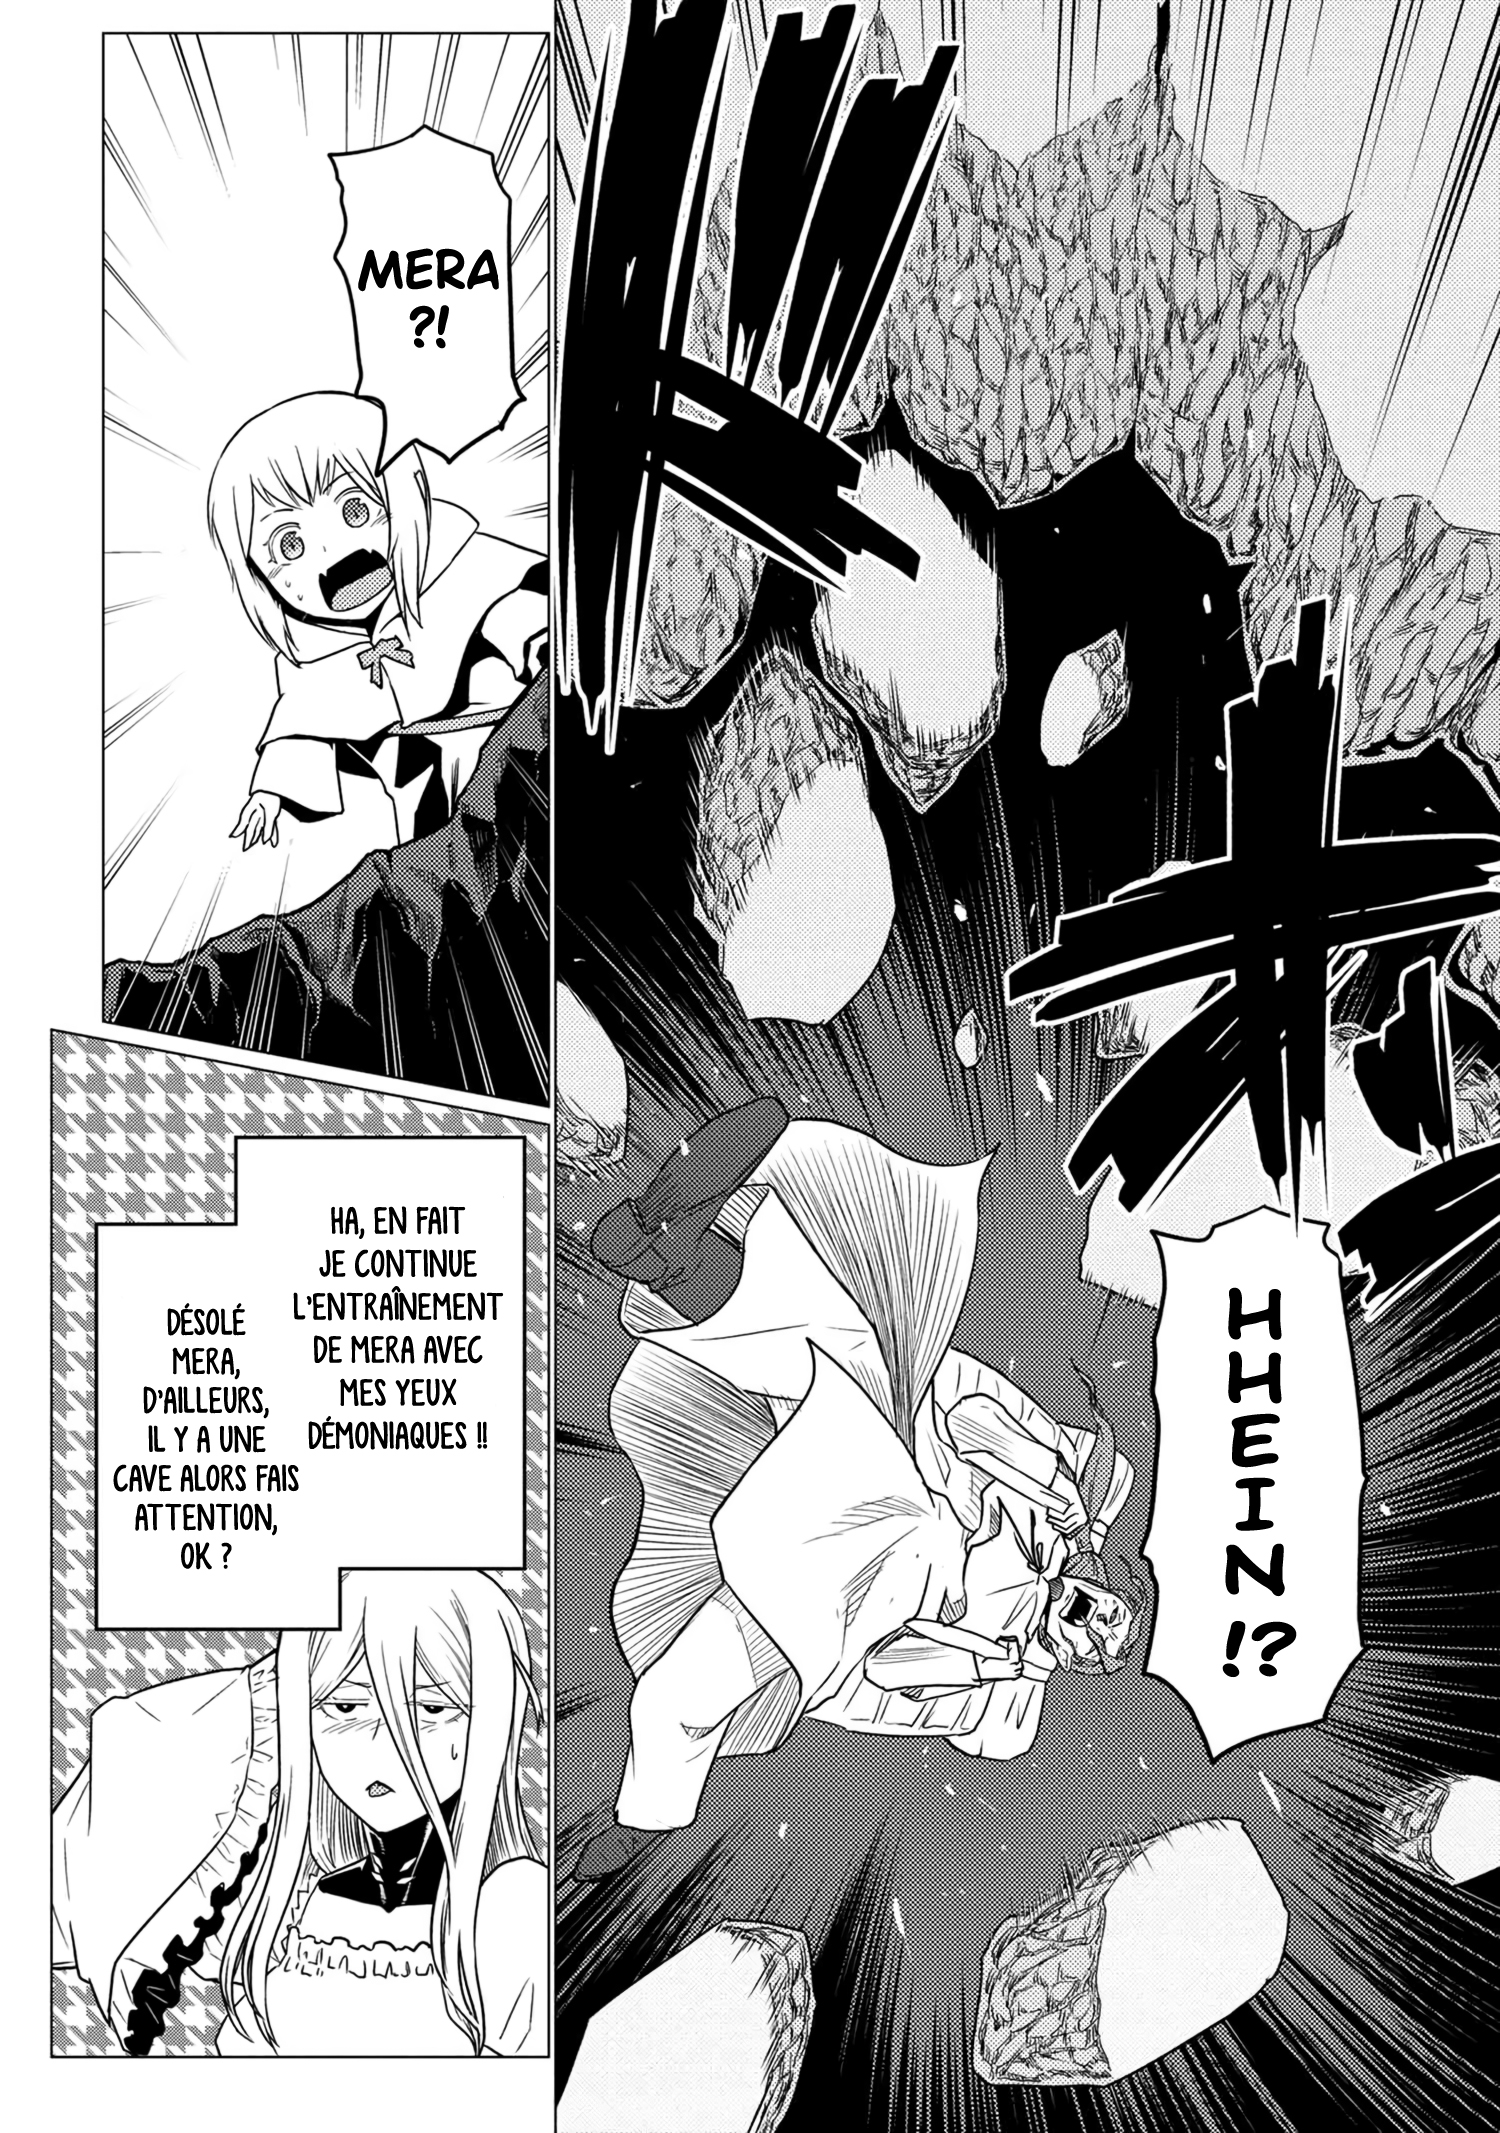 H
H
E
I
N
!?
MERA
?!
HA, EN FAIT
JE CONTINUE
L'ENTRAÎNEMENT
DE MERA AVEC
MES YEUX
DÉMONIAQUES !!
DÉSOLÉ
MERA,
D'AILLEURS,
IL Y A UNE
CAVE ALORS FAIS
ATTENTION,
OK ?